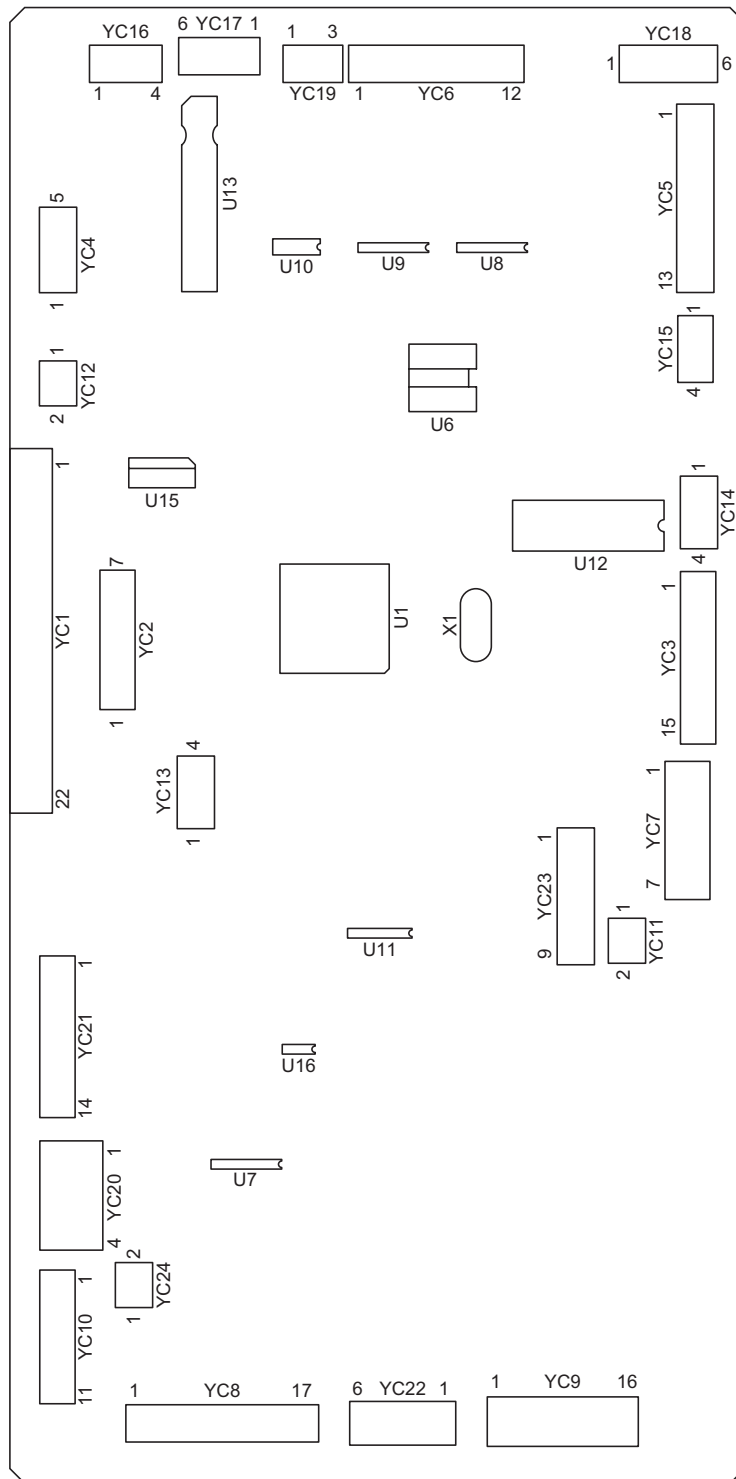 YC16
6 YC17 1
1 3
YC18
1 4
YC19
1 YC6 12
1 6
U13
1
YC5
13
5
YC4
1
U10
U9
U8
1
YC15
4
1
YC12
2
U6
1
YC1
22
U15
1
YC14
4
U12
7
YC2
1
U1
X1
1
YC3
15
4
YC13
1
1
YC7
7
1
YC23
9
1
YC11
2
U11
1
YC21
14
U16
1
YC20
4
U7
2
YC24
1
1
YC10
11
1 YC8 17
6 YC22 1
1 YC9 16